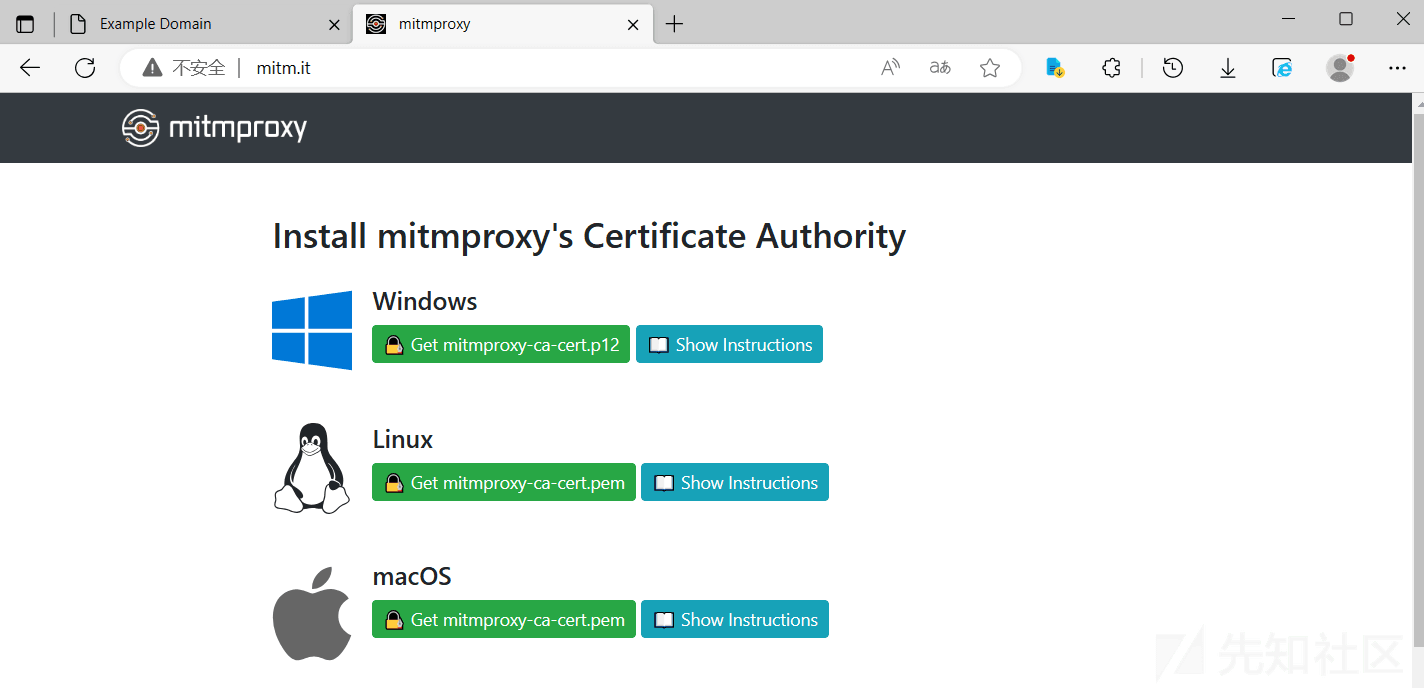 Example Domain
mitmproxy
不安全
mitm.it
aあ
mitmproxy
Install mitmproxy's Certificate Authority
Windows
Get mitmproxy-ca-cert.p12
Show Instructions
Linux
Get mitmproxy-ca-cert.pem
Show Instructions
macOS
Get mitmproxy-ca-cert.pem
Show Instructions
先知社区